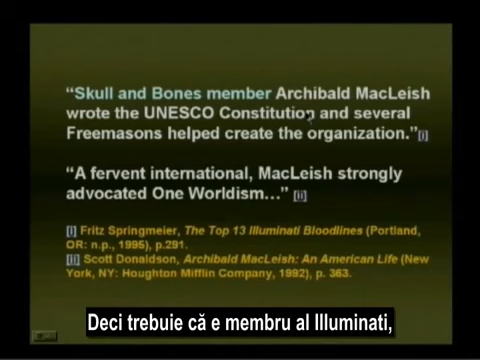 “Skull and Bones member Archibald MacLeish
wrote the UNESCO Constitution and several
Freemasons helped create the organization.”[i]
“A fervent international, MacLeish strongly
advocated One Worldism…” [ii]
[i] Fritz Springmeier, The Top 13 Illuminati Bloodlines (Portland,
OR: n.p., 1995), p.291.
[ii] Scott Donaldson, Archibald MacLeish: An American Life (New
York, NY: Houghton Mifflin Company, 1992), p. 363.
Deci trebuie că e membru al Illuminati,